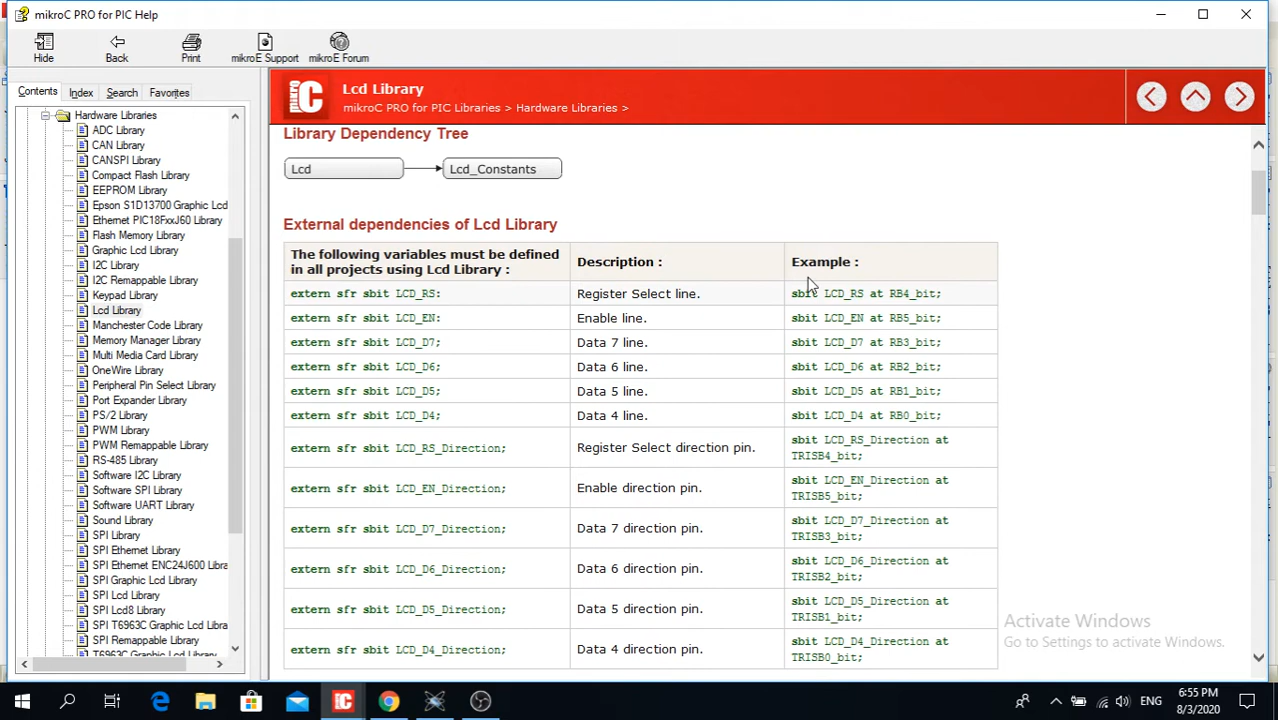 mikroC PRO for PIC Help
Hide
Back
Print
mikroE Support
mikroE Forum
Contents
Index
Search
Favorites
Hardware Libraries
ADC Library
CAN Library
CANSPI Library
Compact Flash Library
EEPROM Library
Epson S1D13700 Graphic Lcd
Ethernet PIC18FxxJ60 Library
Flash Memory Library
Graphic Lcd Library
I2C Library
I2C Remappable Library
Keypad Library
Lcd Library
Manchester Code Library
Memory Manager Library
Multi Media Card Library
OneWire Library
Peripheral Pin Select Library
Port Expander Library
PS/2 Library
PWM Library
PWM Remappable Library
RS-485 Library
Software I2C Library
Software SPI Library
Software UART Library
Sound Library
SPI Library
SPI Ethernet Library
SPI Ethernet ENC24J600 Libra
SPI Graphic Lcd Library
SPI Lcd Library
SPI Lcd8 Library
SPI T6963C Graphic Lcd Libra
SPI Remappable Library
T6963C Graphic Lcd Library
Lcd Library
mikroC PRO for PIC Libraries > Hardware Libraries >
Library Dependency Tree
Lcd
Lcd_Constants
External dependencies of Lcd Library
The following variables must be defined
in all projects using Lcd Library :
Description :
Example :
extern sfr sbit LCD_RS:
Register Select line.
sbit LCD_RS at RB4_bit;
extern sfr sbit LCD_EN:
Enable line.
sbit LCD_EN at RB5_bit;
extern sfr sbit LCD_D7;
Data 7 line.
sbit LCD_D7 at RB3_bit;
extern sfr sbit LCD_D6;
Data 6 line.
sbit LCD_D6 at RB2_bit;
extern sfr sbit LCD_D5;
Data 5 line.
sbit LCD_D5 at RB1_bit;
extern sfr sbit LCD_D4;
Data 4 line.
sbit LCD_D4 at RB0_bit;
extern sfr sbit LCD_RS_Direction;
Register Select direction pin.
sbit LCD_RS_Direction at
TRISB4_bit;
extern sfr sbit LCD_EN_Direction;
Enable direction pin.
sbit LCD_EN_Direction at
TRISB5_bit;
extern sfr sbit LCD_D7_Direction;
Data 7 direction pin.
sbit LCD_D7_Direction at
TRISB3_bit;
extern sfr sbit LCD_D6_Direction;
Data 6 direction pin.
sbit LCD_D6_Direction at
TRISB2_bit;
extern sfr sbit LCD_D5_Direction;
Data 5 direction pin.
sbit LCD_D5_Direction at
TRISB1_bit;
extern sfr sbit LCD_D4_Direction;
Data 4 direction pin.
sbit LCD_D4_Direction at
TRISB0_bit;
Activate Windows
Go to Settings to activate Windows.
ENG
6:55 PM
8/3/2020